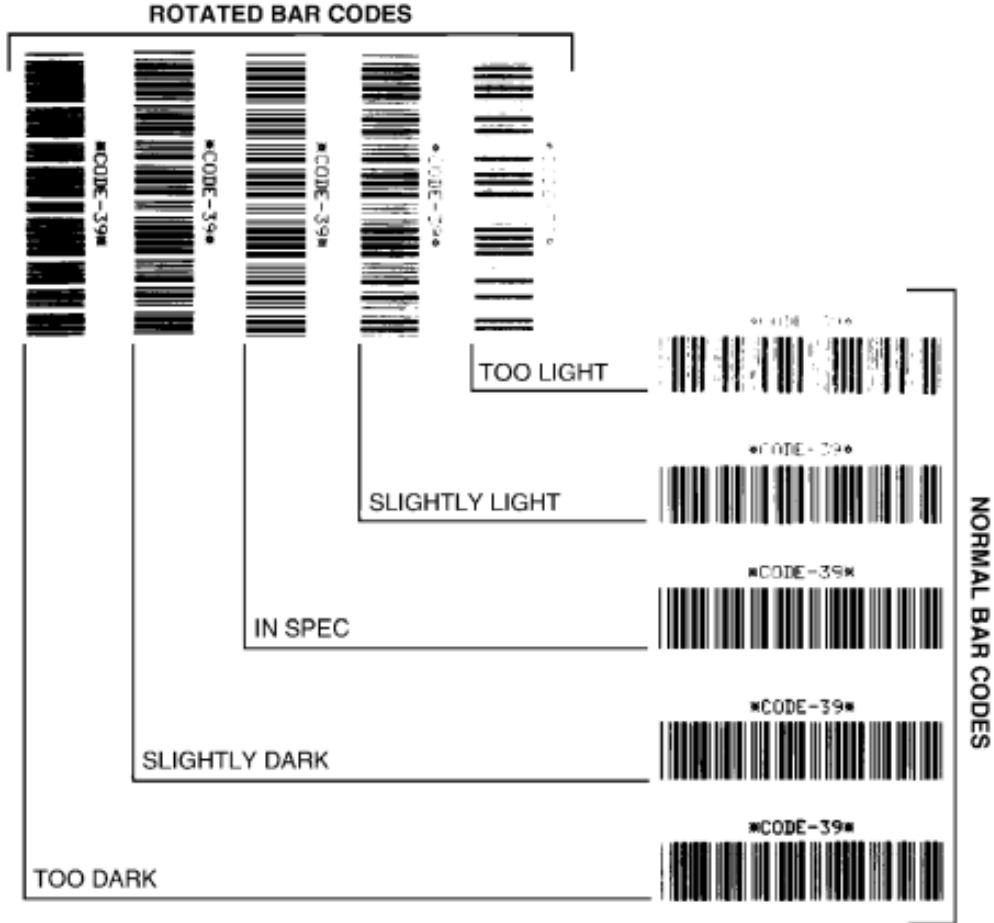 ROTATED BAR CODES
*CODE-39*
*CODE-39*
*CODE-39*
TOO LIGHT
SLIGHTLY LIGHT
IN SPEC
*CODE-39*
SLIGHTLY DARK
*CODE-39*
TOO DARK
*CODE-39*
NORMAL BAR CODES